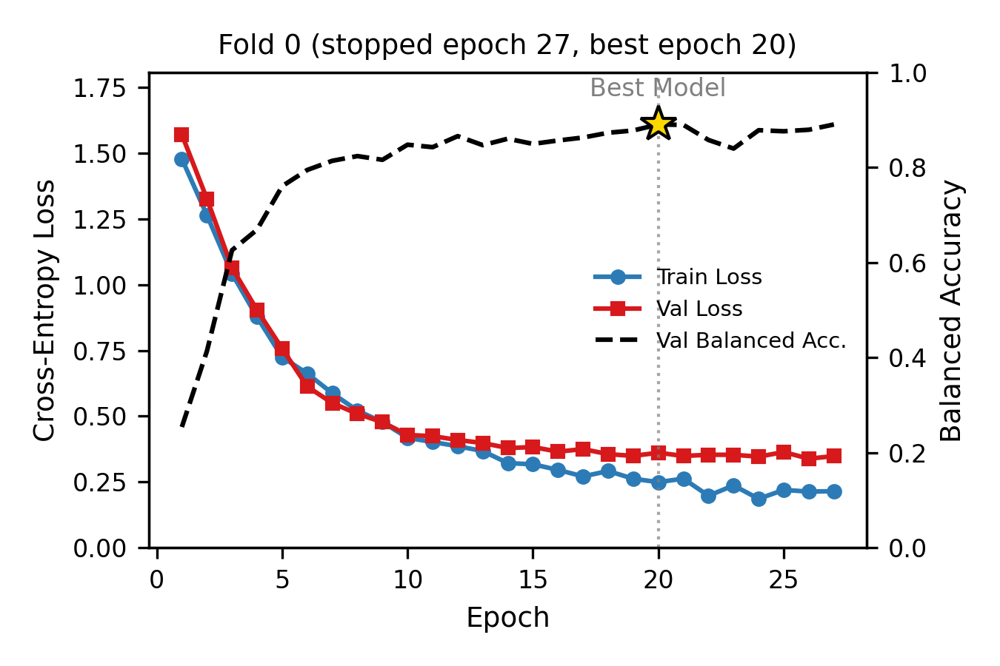 Fold 0 (stopped epoch 27, best epoch 20)
Best Model
Cross-Entropy Loss
1.75
1.50
1.25
1.00
0.75
0.50
0.25
0.00
1.0
0.8
0.6
0.4
0.2
0.0
Balanced Accuracy
Train Loss
Val Loss
Val Balanced Acc.
0 5 10 15 20 25
Epoch